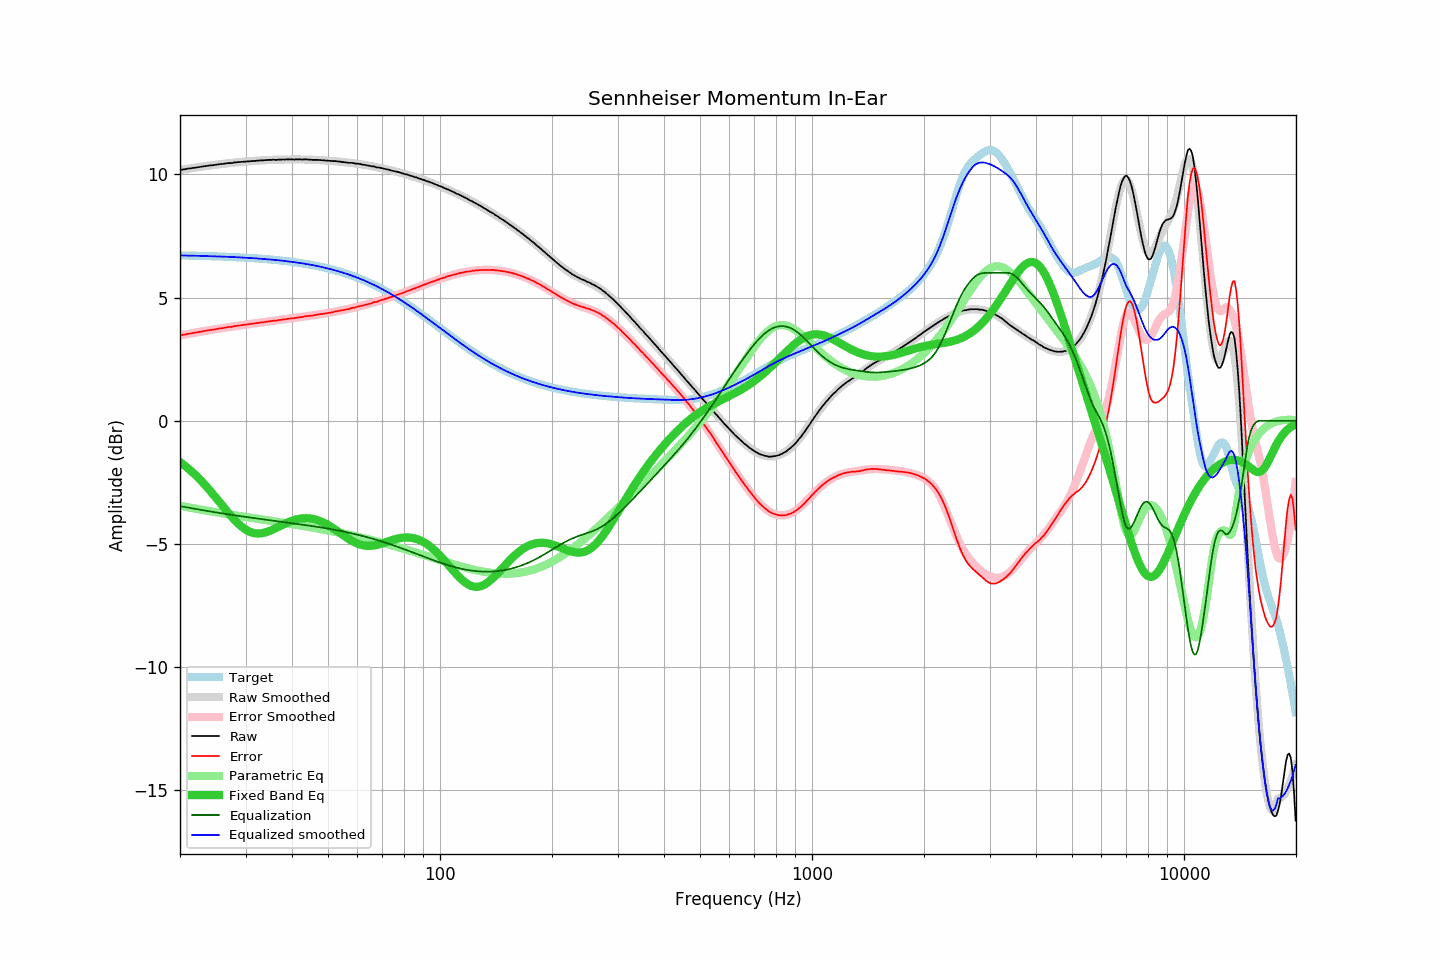 Sennheiser Momentum In-Ear
10
5
0
−5
−10
−15
Amplitude (dBr)
Target
Raw Smoothed
Error Smoothed
Raw
Error
Parametric Eq
Fixed Band Eq
Equalization
Equalized smoothed
100
1000
10000
Frequency (Hz)